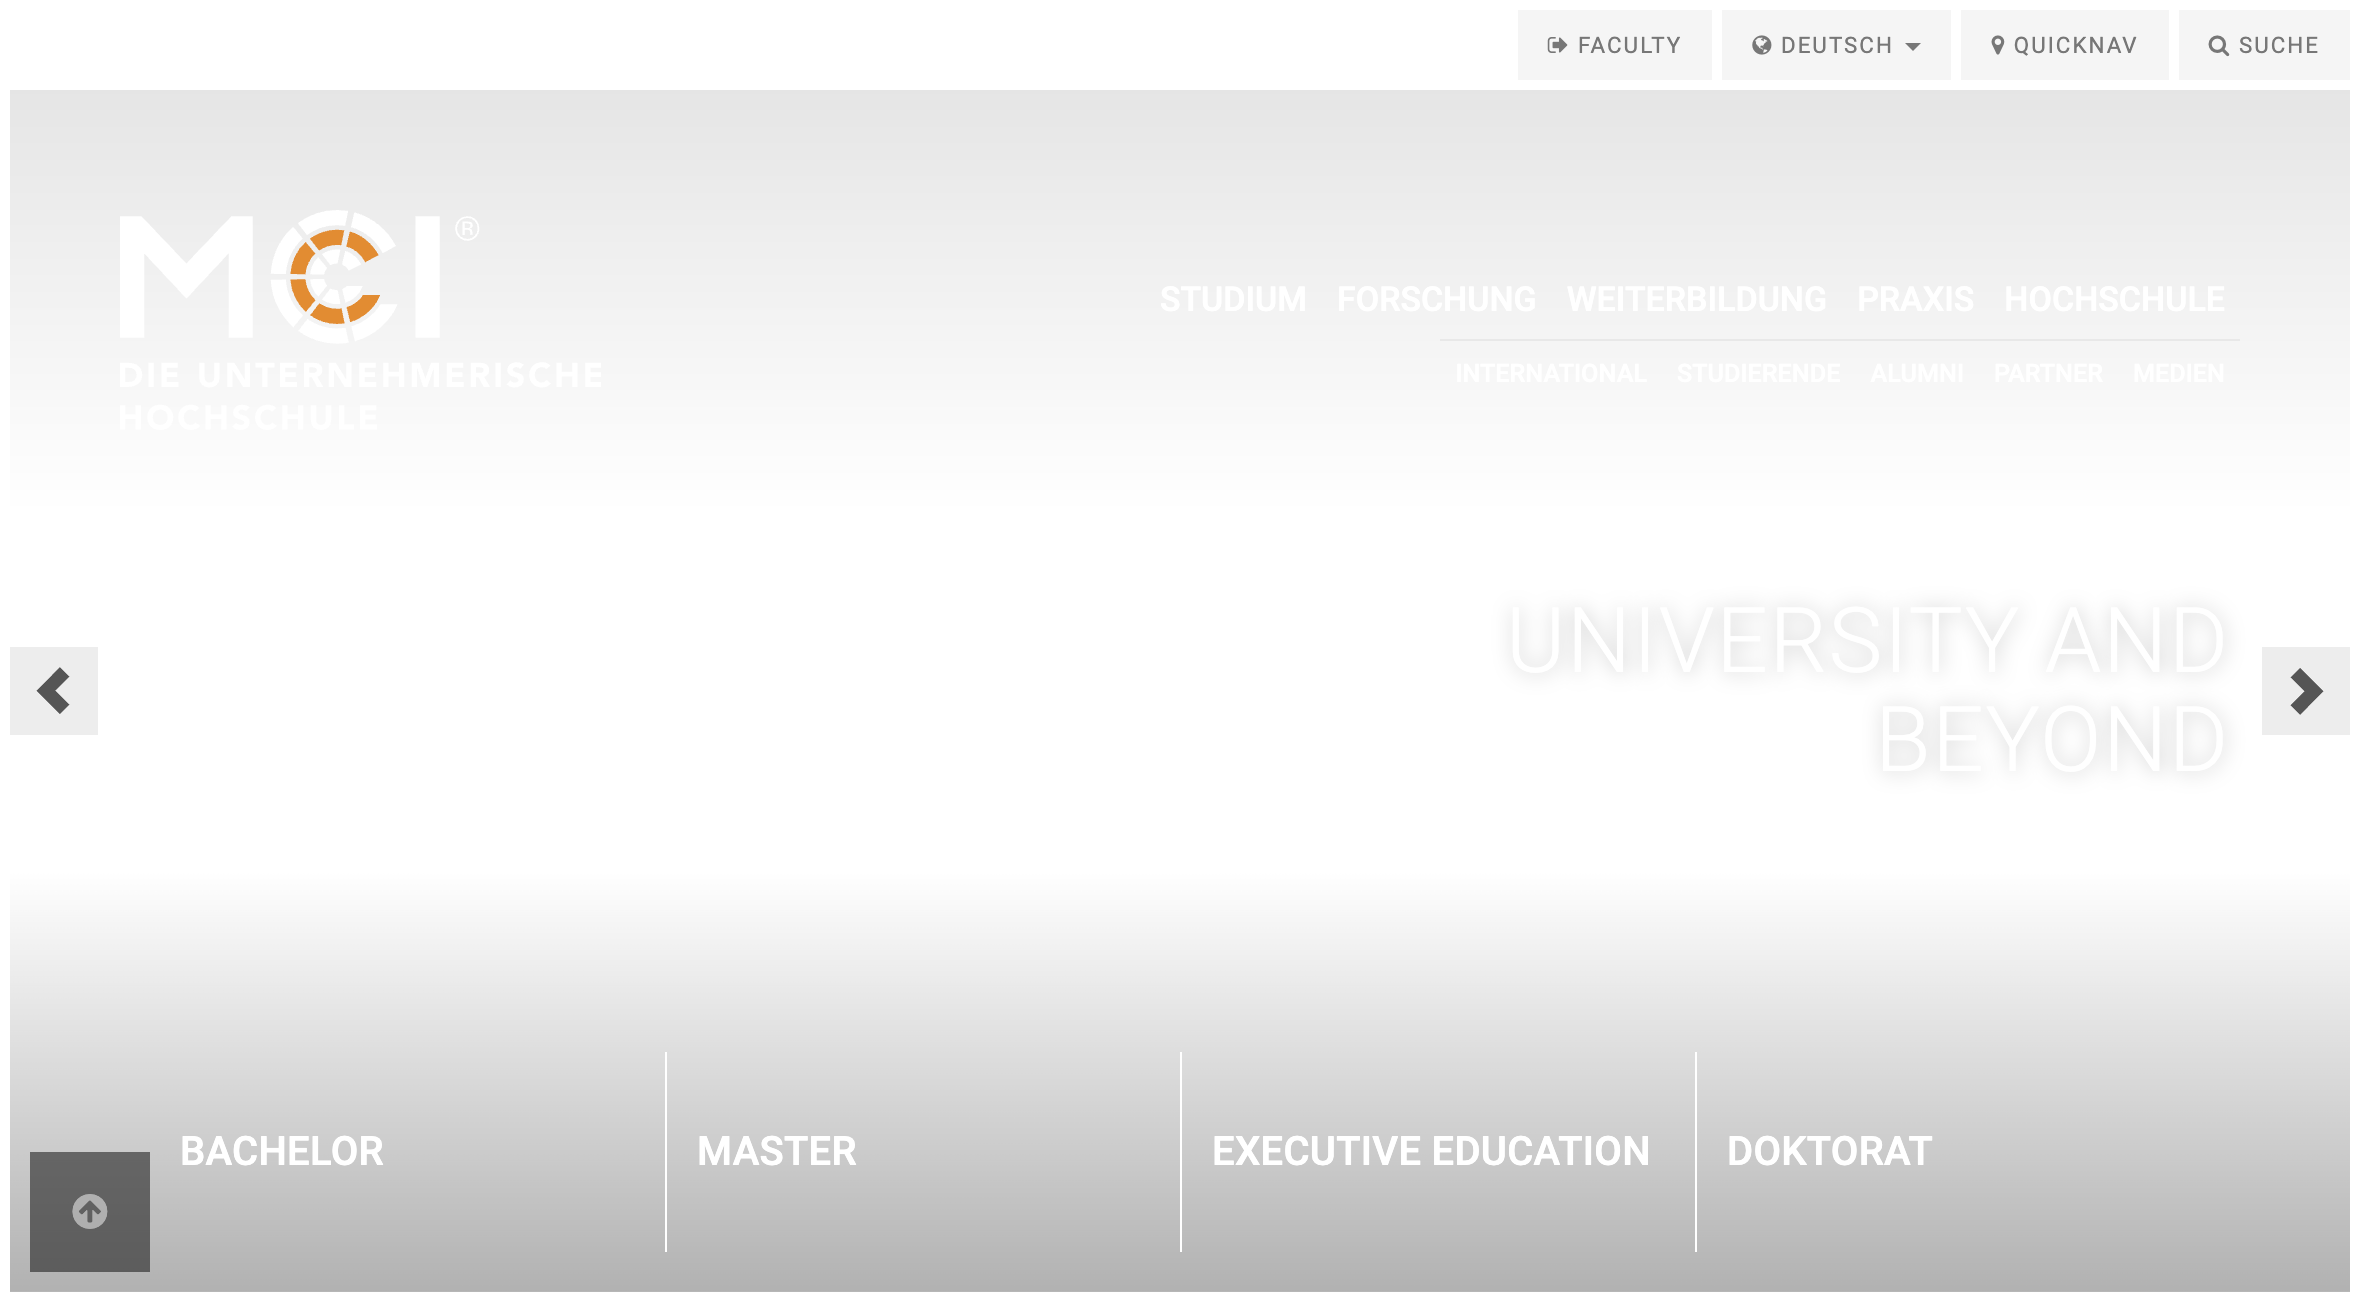 FACULTY
DEUTSCH
QUICKNAV
SUCHE
MCI ®
DIE UNTERNEHMERISCHE
HOCHSCHULE
STUDIUM FORSCHUNG WEITERBILDUNG PRAXIS HOCHSCHULE
INTERNATIONAL STUDIERENDE ALUMNI PARTNER MEDIEN
UNIVERSITY AND
BEYOND
BACHELOR
MASTER
EXECUTIVE EDUCATION
DOKTORAT